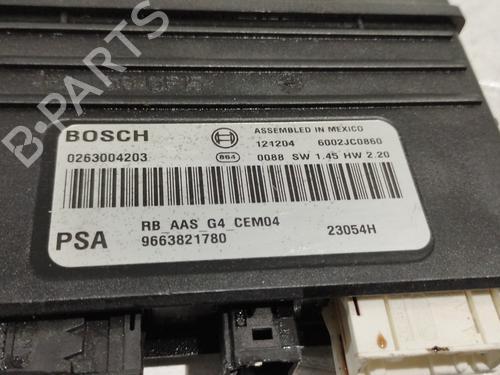 B-PARTS
BOSCH
ASSEMBLED IN MEXICO
121204 6002JC0860
0263004203 864 0088 SW 1.45 HW 2.20
RB_AAS_G4_CEM04
PSA 9663821780 23054H